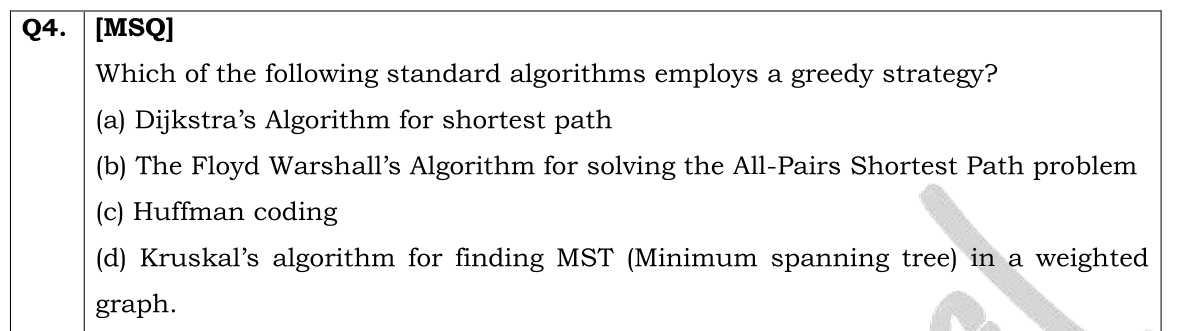 Q4. [MSQ]
Which of the following standard algorithms employs a greedy strategy?
(a) Dijkstra’s Algorithm for shortest path
(b) The Floyd Warshall’s Algorithm for solving the All-Pairs Shortest Path problem
(c) Huffman coding
(d) Kruskal’s algorithm for finding MST (Minimum spanning tree) in a weighted
graph.